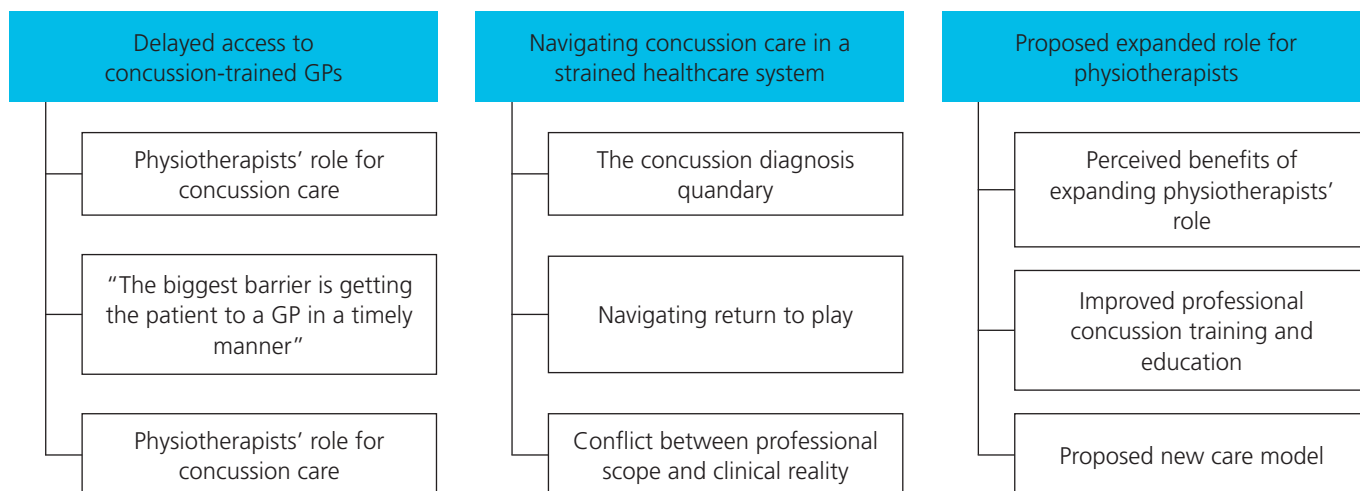 Delayed access to
concussion-trained GPs
Physiotherapists’ role for
concussion care
“The biggest barrier is getting
the patient to a GP in a timely
manner”
Physiotherapists’ role for
concussion care
Navigating concussion care in a
strained healthcare system
The concussion diagnosis
quandary
Navigating return to play
Conflict between professional
scope and clinical reality
Proposed expanded role for
physiotherapists
Perceived benefits of
expanding physiotherapists’
role
Improved professional
concussion training and
education
Proposed new care model